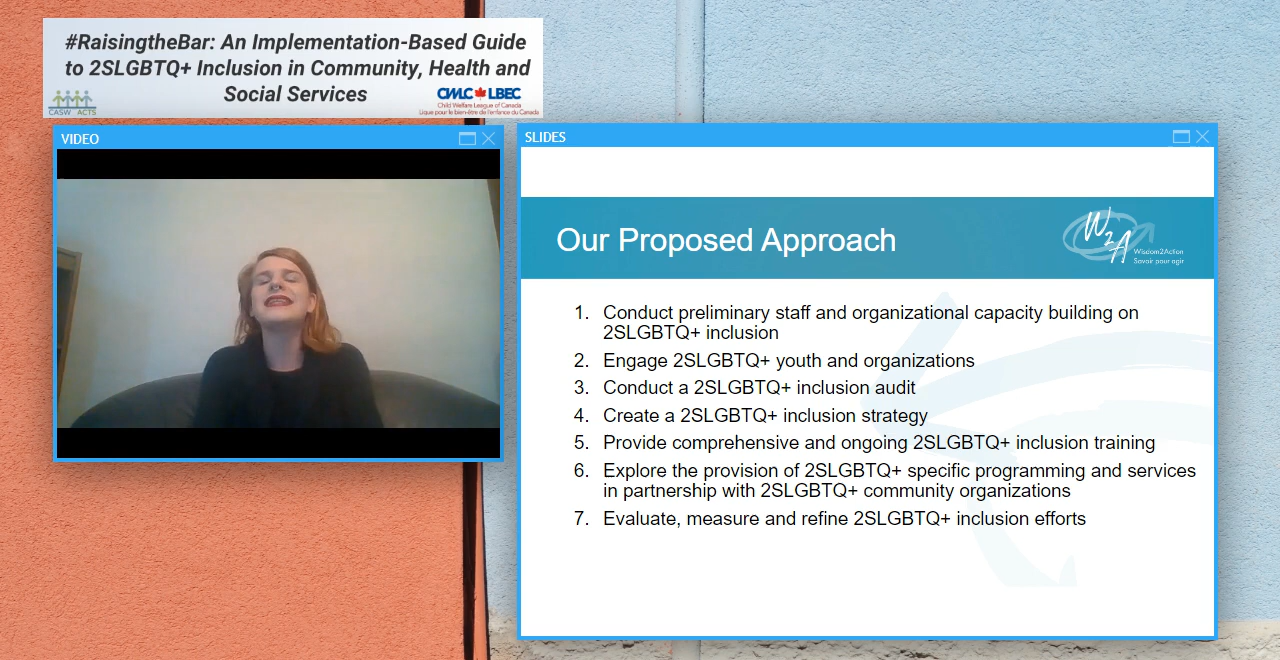 #RaisingtheBar: An Implementation-Based Guide
to 2SLGBTQ+ Inclusion in Community, Health and
Social Services
CASW ACTS
CWLC LBEC
Child Welfare League of Canada
Ligue pour le bien-être de l'enfance du Canada
VIDEO
SLIDES
Our Proposed Approach
W2A
Wisdom2Action
Savoir pour agir
1. Conduct preliminary staff and organizational capacity building on
2SLGBTQ+ inclusion
2. Engage 2SLGBTQ+ youth and organizations
3. Conduct a 2SLGBTQ+ inclusion audit
4. Create a 2SLGBTQ+ inclusion strategy
5. Provide comprehensive and ongoing 2SLGBTQ+ inclusion training
6. Explore the provision of 2SLGBTQ+ specific programming and services
in partnership with 2SLGBTQ+ community organizations
7. Evaluate, measure and refine 2SLGBTQ+ inclusion efforts